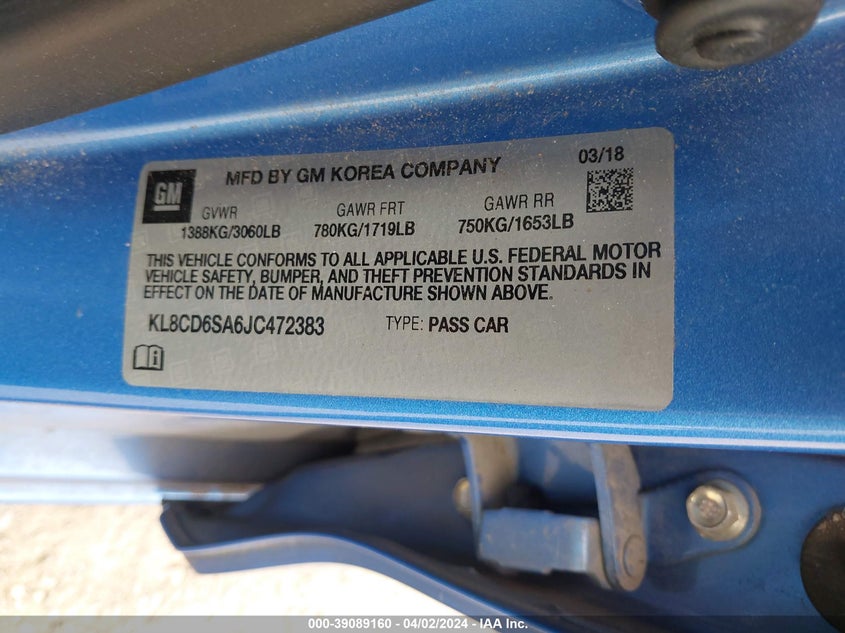 GM
MFD BY GM KOREA COMPANY
03/18
GVWR
GAWR FRT
GAWR RR
1388KG/3060LB
780KG/1719LB
750KG/1653LB
THIS VEHICLE CONFORMS TO ALL APPLICABLE U.S. FEDERAL MOTOR
VEHICLE SAFETY, BUMPER, AND THEFT PREVENTION STANDARDS IN
EFFECT ON THE DATE OF MANUFACTURE SHOWN ABOVE.
KL8CD6SA6JC472383
TYPE: PASS CAR
000-39089160 - 04/02/2024 - IAA Inc.